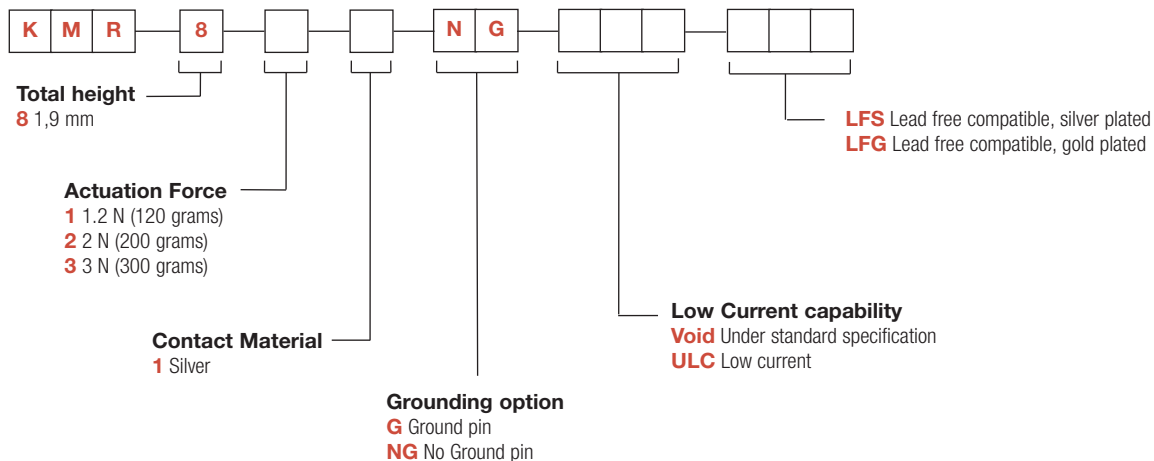 K M R 8 N G
Total height
8 1,9 mm
LFS Lead free compatible, silver plated
LFG Lead free compatible, gold plated
Actuation Force
1 1.2 N (120 grams)
2 2 N (200 grams)
3 3 N (300 grams)
Low Current capability
Void Under standard specification
ULC Low current
Contact Material
1 Silver
Grounding option
G Ground pin
NG No Ground pin